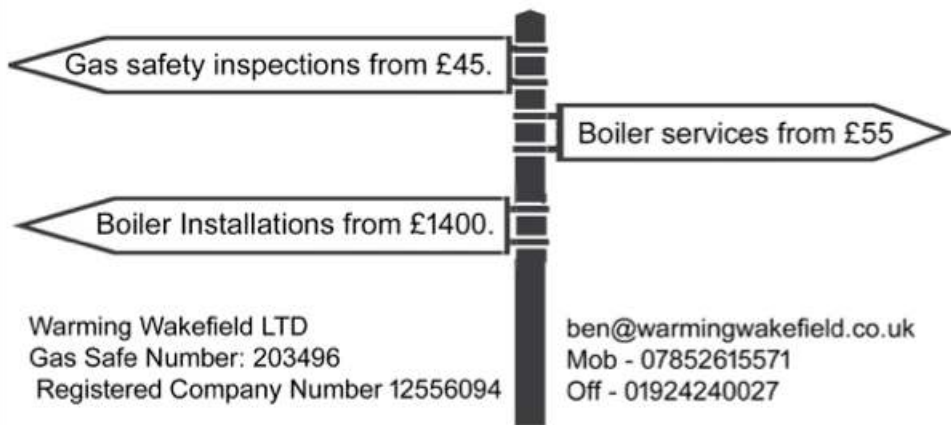 Gas safety inspections from £45.
Boiler services from £55
Boiler Installations from £1400.
Warming Wakefield LTD
Gas Safe Number: 203496
Registered Company Number 12556094
ben@warmingwakefield.co.uk
Mob - 07852615571
Off - 01924240027